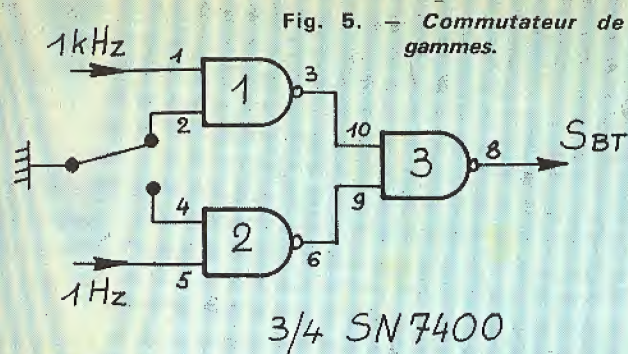 Fig. 5. — Commutateur de
gammes.
1kHz
1
1
3
2
10
3
8
SBT
9
4
2
6
5
1Hz
3/4 SN7400